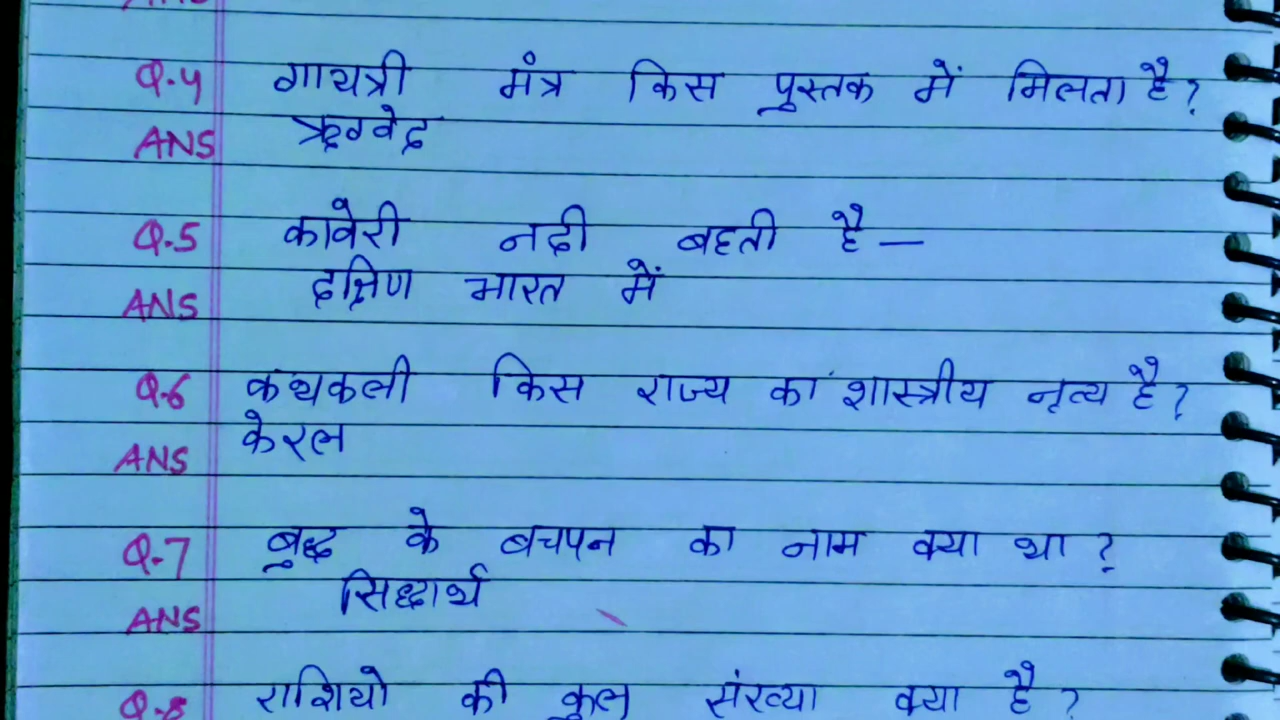 Q.4 गायत्री मंत्र किस पुस्तक में मिलता है?
ANS ऋग्वेद
Q.5 कावेरी नदी बहती है —
ANS दक्षिण भारत में
Q.6 कथकली किस राज्य का शास्त्रीय नृत्य है?
ANS केरल
Q.7 बुद्ध के बचपन का नाम क्या था?
ANS सिद्धार्थ
Q.8 राशियो की कुल संख्या क्या है?